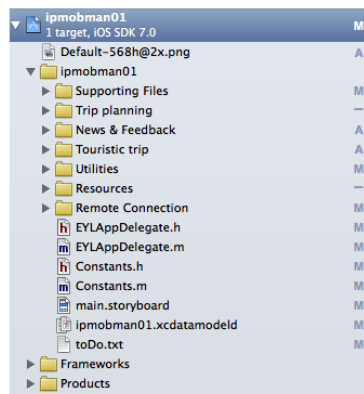 ipmobman01 M
1 target, iOS SDK 7.0
Default-568h@2x.png A
ipmobman01
Supporting Files M
Trip planning –
News & Feedback A
Touristic trip A
Utilities M
Resources –
Remote Connection M
h EYLAppDelegate.h M
m EYLAppDelegate.m M
h Constants.h M
m Constants.m M
main.storyboard M
ipmobman01.xcdatamodeld M
toDo.txt M
Frameworks
Products